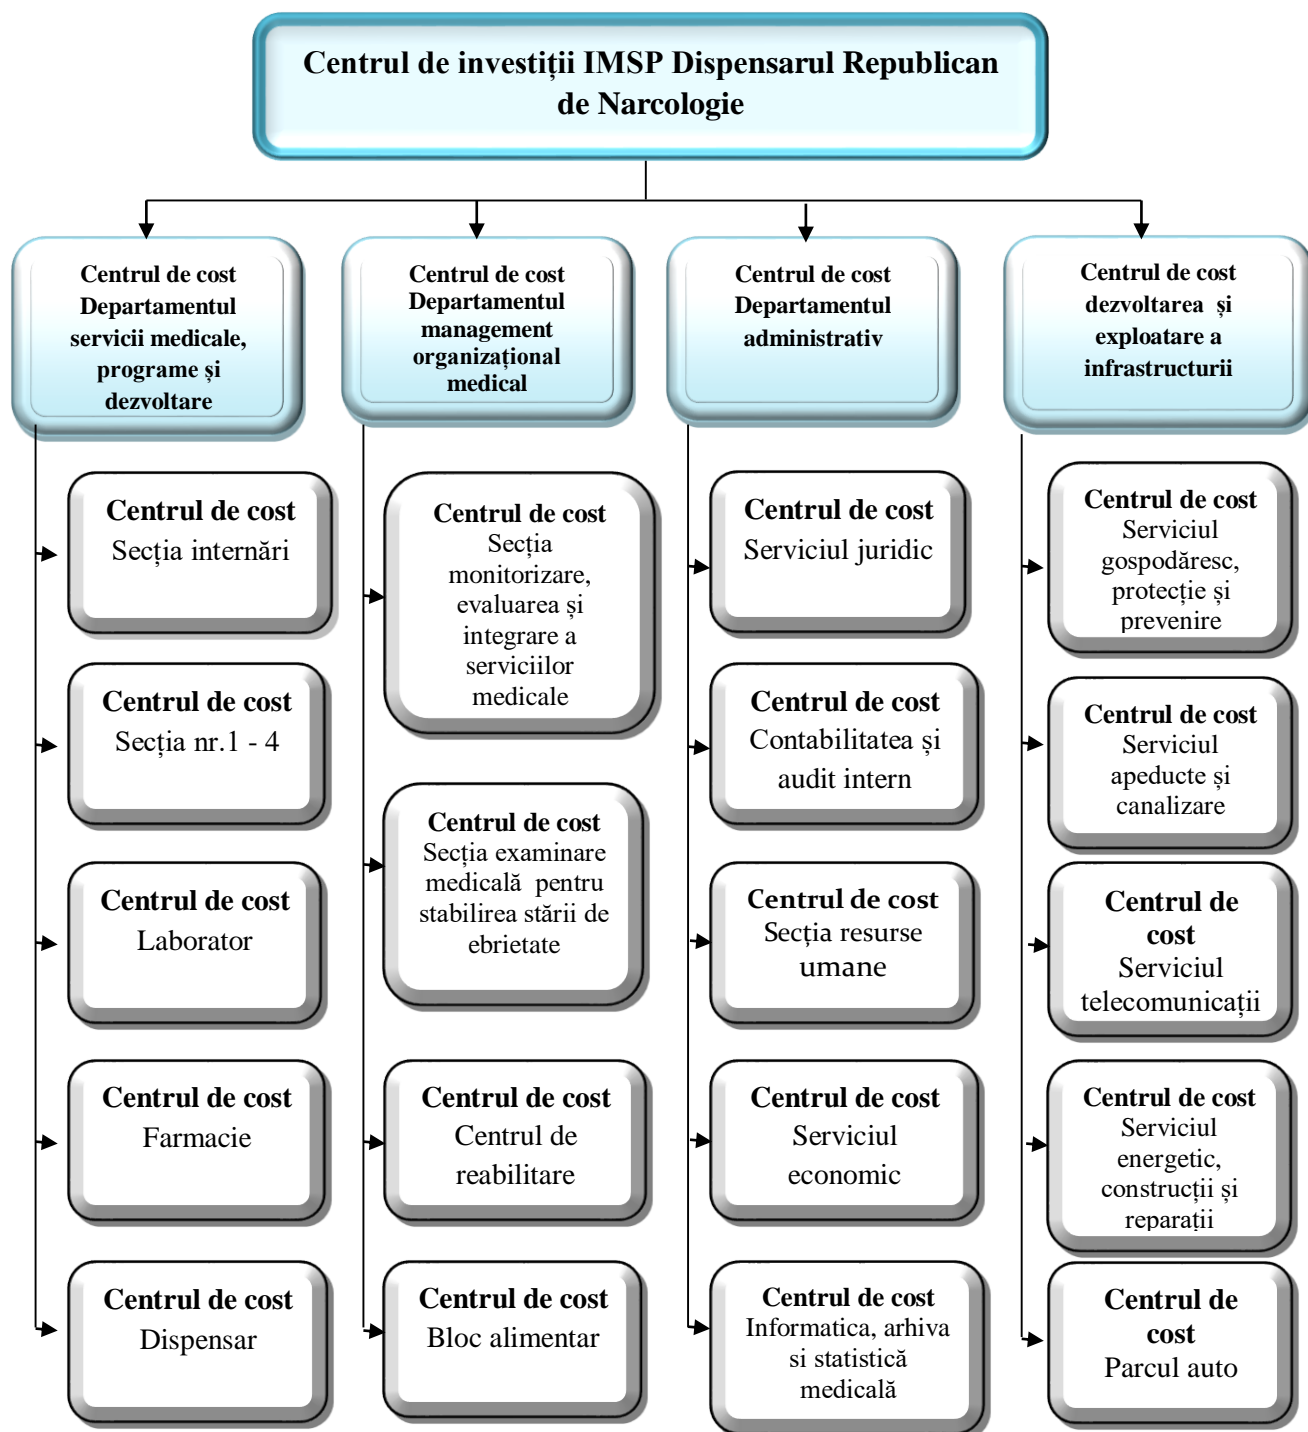 Centrul de investiții IMSP Dispensarul Republican
de Narcologie
Centrul de cost
Departamentul
servicii medicale,
programe și
dezvoltare
Centrul de cost
Departamentul
management
organizațional
medical
Centrul de cost
Departamentul
administrativ
Centrul de cost
dezvoltarea și
exploatare a
infrastructurii
Centrul de cost
Secția internări
Centrul de cost
Secția nr.1 - 4
Centrul de cost
Laborator
Centrul de cost
Farmacie
Centrul de cost
Dispensar
Centrul de cost
Secția
monitorizare,
evaluarea și
integrare a
serviciilor
medicale
Centrul de cost
Secția examinare
medicală pentru
stabilirea stării de
ebrietate
Centrul de cost
Centrul de
reabilitare
Centrul de cost
Bloc alimentar
Centrul de cost
Serviciul juridic
Centrul de cost
Contabilitatea și
audit intern
Centrul de cost
Secția resurse
umane
Centrul de cost
Serviciul
economic
Centrul de cost
Informatica, arhiva
si statistică
medicală
Centrul de cost
Serviciul
gospodăresc,
protecție și
prevenire
Centrul de cost
Serviciul
apeducte și
canalizare
Centrul de
cost
Serviciul
telecomunicații
Centrul de cost
Serviciul
energetic,
construcții și
reparații
Centrul de
cost
Parcul auto